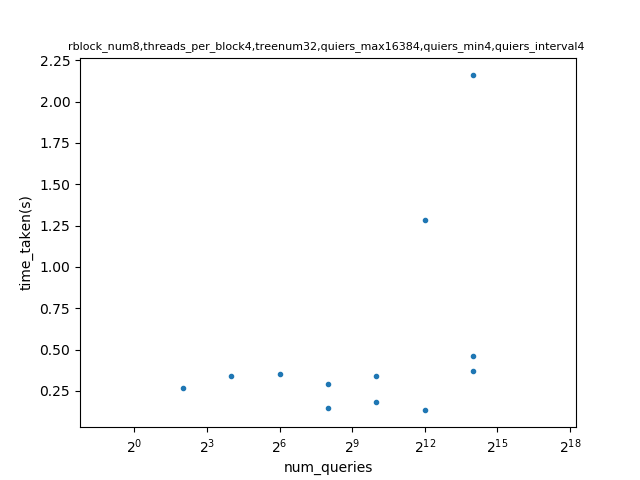 rblock_num8,threads_per_block4,treenum32,quiers_max16384,quiers_min4,quiers_interval4
2.25
2.00
1.75
1.50
1.25
1.00
0.75
0.50
0.25
time_taken(s)
2^0 2^3 2^6 2^9 2^12 2^15 2^18
num_queries